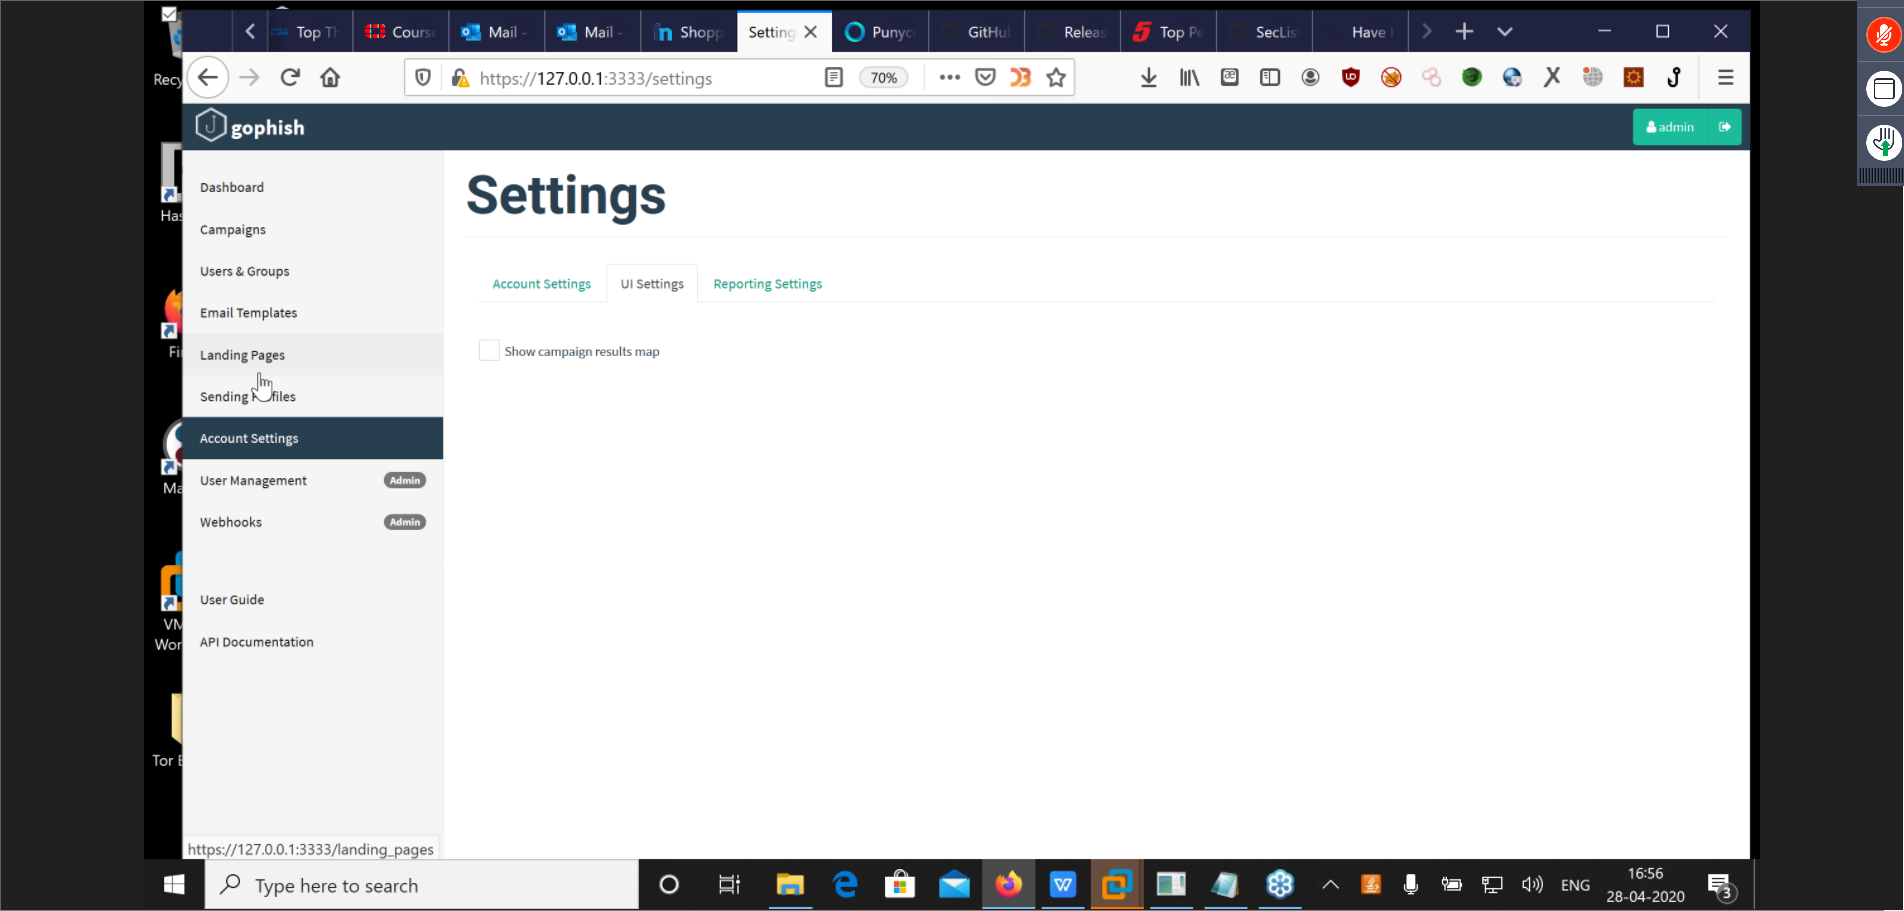 Top Th
Course
Mail -
Mail -
Shopp
Setting
Punyc
GitHub
Releas
Top Pe
SecLis
Have I
Recy
https://127.0.0.1:3333/settings
70%
gophish
admin
Dashboard
Campaigns
Users & Groups
Email Templates
Landing Pages
Sending Profiles
Account Settings
User Management Admin
Webhooks Admin
User Guide
API Documentation
Settings
Account Settings
UI Settings
Reporting Settings
Show campaign results map
Has
Fi
Ma
VM
Wor
Tor
https://127.0.0.1:3333/landing_pages
Type here to search
ENG
16:56
28-04-2020
3